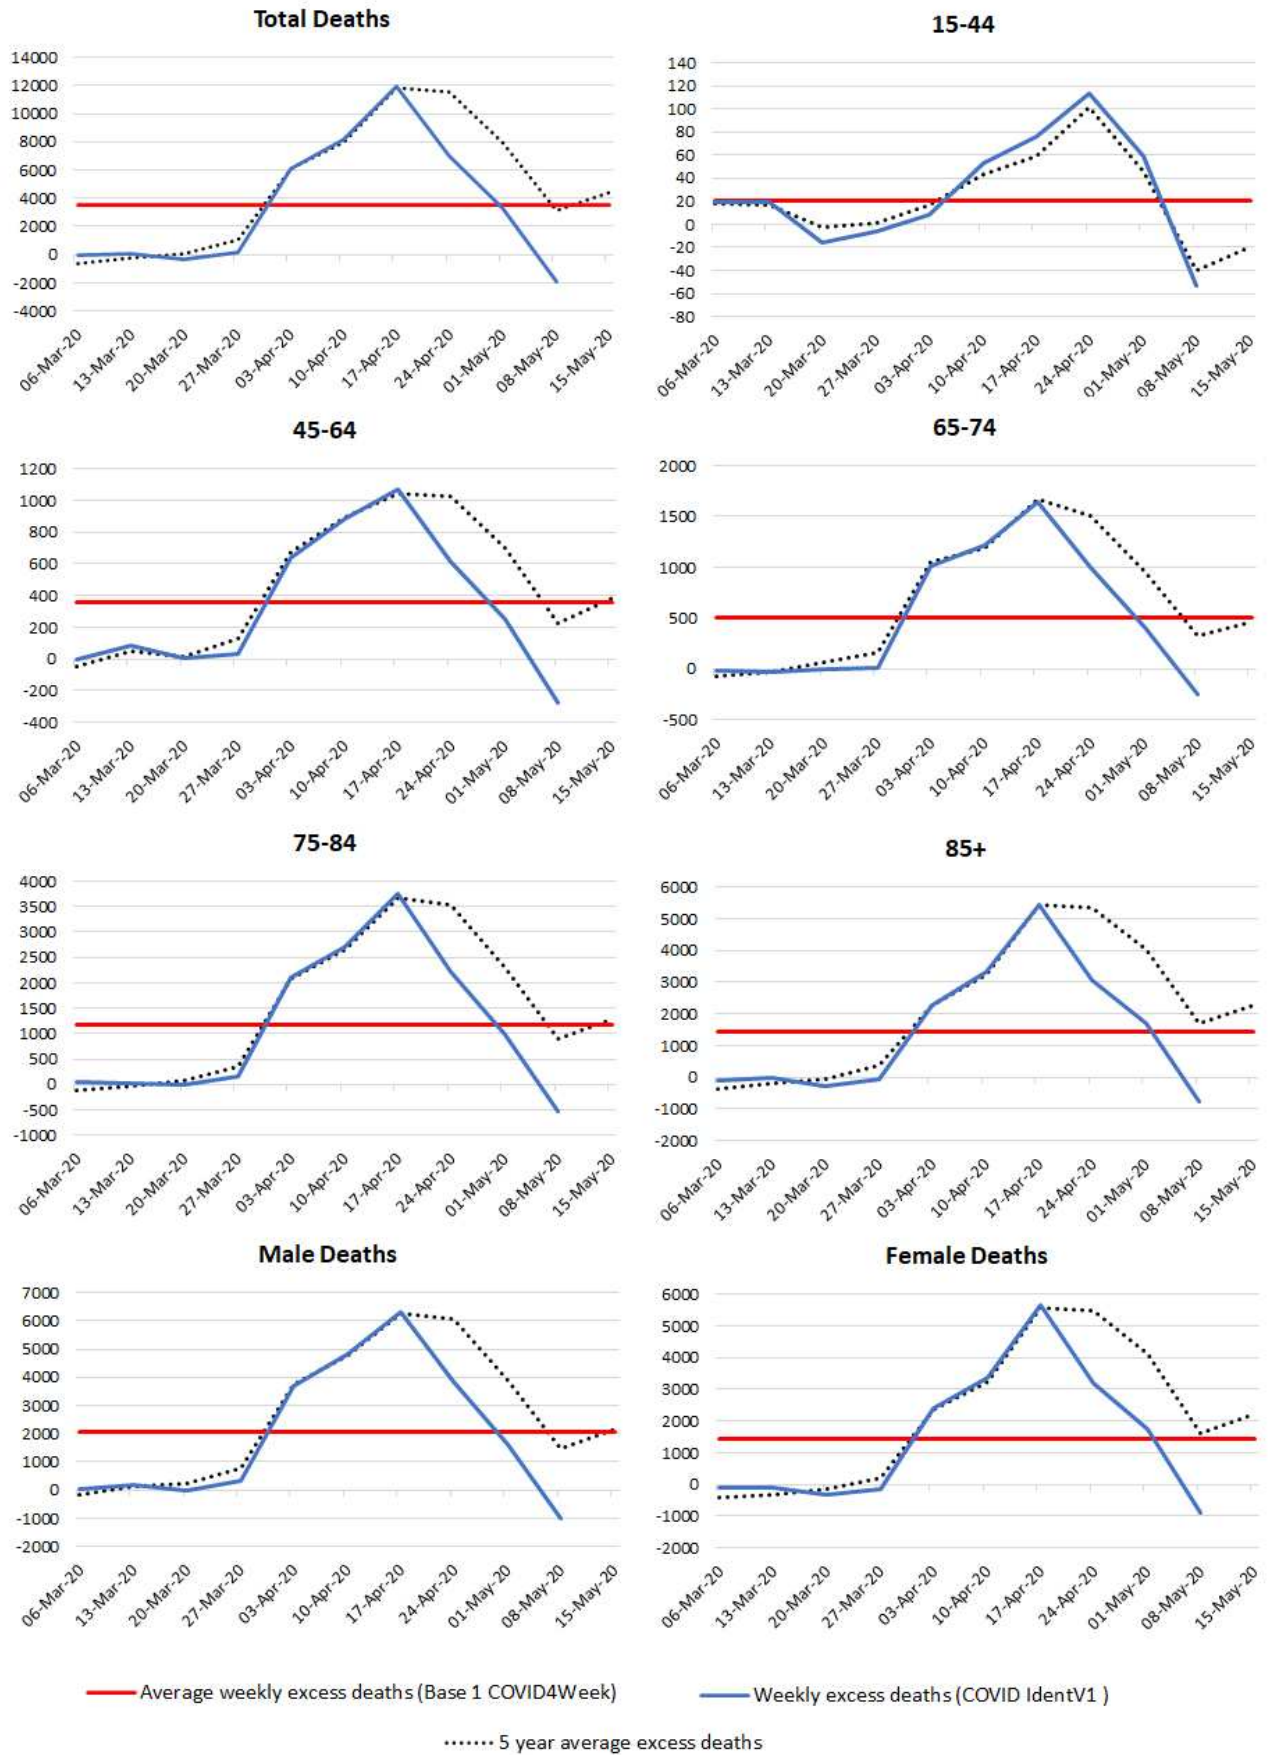 Total Deaths
14000
12000
10000
8000
6000
4000
2000
0
-2000
-4000
06-Mar-20
13-Mar-20
20-Mar-20
27-Mar-20
03-Apr-20
10-Apr-20
17-Apr-20
24-Apr-20
01-May-20
08-May-20
15-May-20
15-44
140
120
100
80
60
40
20
0
-20
-40
-60
-80
06-Mar-20
13-Mar-20
20-Mar-20
27-Mar-20
03-Apr-20
10-Apr-20
17-Apr-20
24-Apr-20
01-May-20
08-May-20
15-May-20
45-64
1200
1000
800
600
400
200
0
-200
-400
06-Mar-20
13-Mar-20
20-Mar-20
27-Mar-20
03-Apr-20
10-Apr-20
17-Apr-20
24-Apr-20
01-May-20
08-May-20
15-May-20
65-74
2000
1500
1000
500
0
-500
06-Mar-20
13-Mar-20
20-Mar-20
27-Mar-20
03-Apr-20
10-Apr-20
17-Apr-20
24-Apr-20
01-May-20
08-May-20
15-May-20
75-84
4000
3500
3000
2500
2000
1500
1000
500
0
-500
-1000
06-Mar-20
13-Mar-20
20-Mar-20
27-Mar-20
03-Apr-20
10-Apr-20
17-Apr-20
24-Apr-20
01-May-20
08-May-20
15-May-20
85+
6000
5000
4000
3000
2000
1000
0
-1000
-2000
06-Mar-20
13-Mar-20
20-Mar-20
27-Mar-20
03-Apr-20
10-Apr-20
17-Apr-20
24-Apr-20
01-May-20
08-May-20
15-May-20
Male Deaths
7000
6000
5000
4000
3000
2000
1000
0
-1000
-2000
06-Mar-20
13-Mar-20
20-Mar-20
27-Mar-20
03-Apr-20
10-Apr-20
17-Apr-20
24-Apr-20
01-May-20
08-May-20
15-May-20
Female Deaths
6000
5000
4000
3000
2000
1000
0
-1000
-2000
06-Mar-20
13-Mar-20
20-Mar-20
27-Mar-20
03-Apr-20
10-Apr-20
17-Apr-20
24-Apr-20
01-May-20
08-May-20
15-May-20
Average weekly excess deaths (Base 1 COVID4Week)
Weekly excess deaths (COVID IdentV1 )
5 year average excess deaths